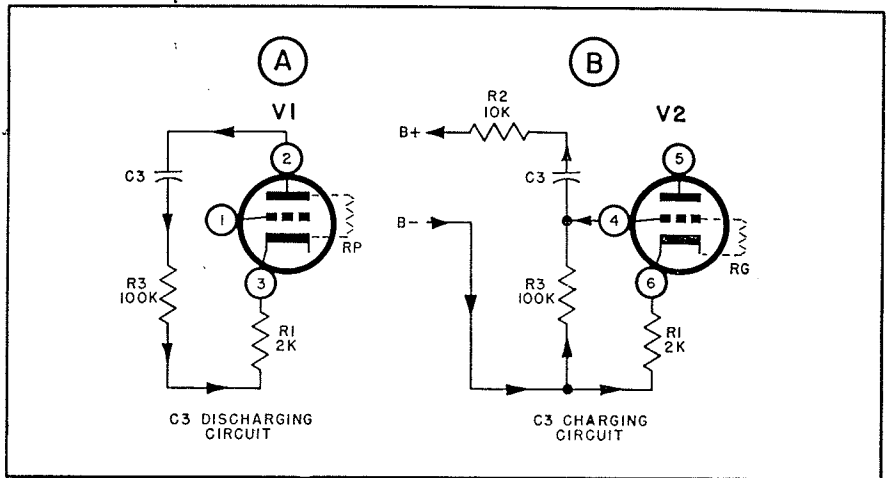 A
V1
2
C3
1
RP
R3
100K
3
R1
2K
C3 DISCHARGING
CIRCUIT
B
R2
10K
V2
B+
5
C3
B-
4
R3
100K
RG
6
R1
2K
C3 CHARGING
CIRCUIT